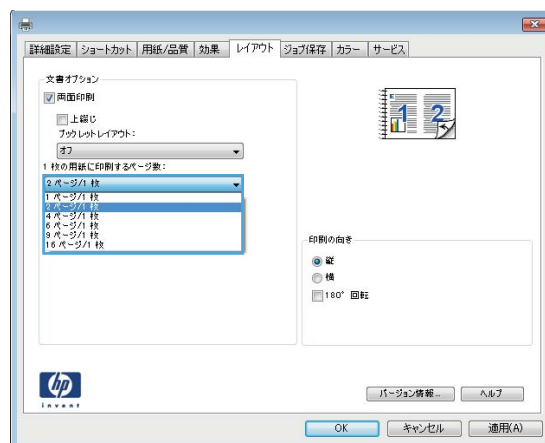 詳細設定 ショートカット 用紙/品質 効果 レイアウト ジョブ保存 カラー サービス
文書オプション
両面印刷
上綴じ
ブックレットレイアウト:
オフ
1 枚の用紙に印刷するページ数:
2 ページ/1 枚
1 ページ/1 枚
2 ページ/1 枚
4 ページ/1 枚
6 ページ/1 枚
9 ページ/1 枚
16 ページ/1 枚
1 2
印刷の向き
縦
横
180° 回転
hp
invent
バージョン情報... ヘルプ
OK キャンセル 適用(A)